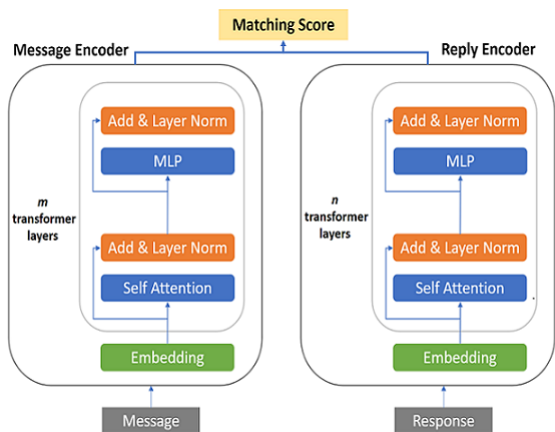 Matching Score
Message Encoder
Reply Encoder
Add & Layer Norm
MLP
m
transformer
layers
Add & Layer Norm
Self Attention
Embedding
Message
Add & Layer Norm
MLP
n
transformer
layers
Add & Layer Norm
Self Attention
Embedding
Response